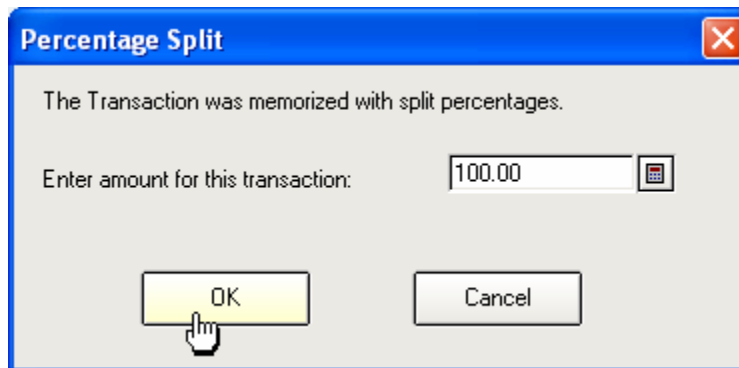 Percentage Split
The Transaction was memorized with split percentages.
Enter amount for this transaction: 100.00
OK Cancel